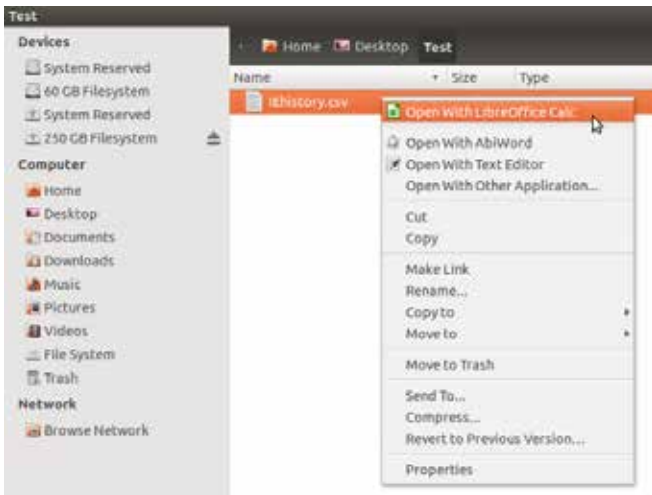 Test
Devices
System Reserved
60 GB Filesystem
System Reserved
250 GB Filesystem
Computer
Home
Desktop
Documents
Downloads
Music
Pictures
Videos
File System
Trash
Network
Browse Network
Home Desktop Test
Name Size Type
IEhistory.csv
Open With LibreOffice Calc
Open With AbiWord
Open With Text Editor
Open With Other Application...
Cut
Copy
Make Link
Rename...
Copy to
Move to
Move to Trash
Send To...
Compress...
Revert to Previous Version...
Properties